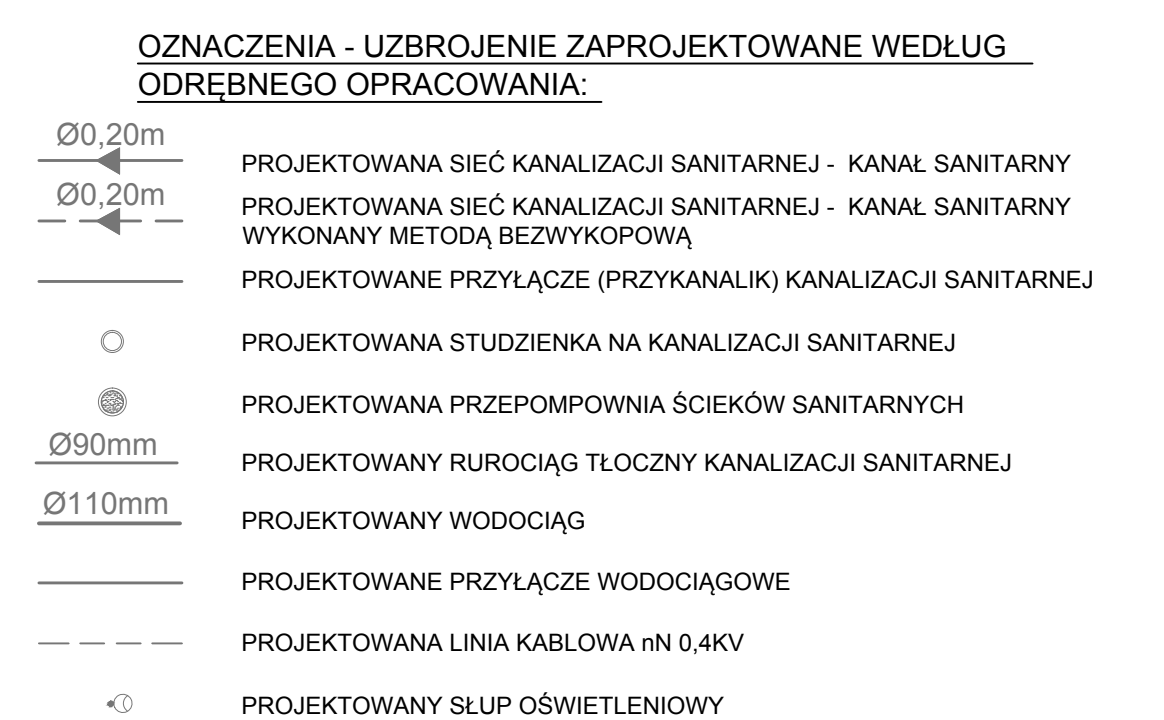 OZNACZENIA - UZBROJENIE ZAPROJEKTOWANE WEDŁUG
ODRĘBNEGO OPRACOWANIA:
Ø0,20m
PROJEKTOWANA SIEĆ KANALIZACJI SANITARNEJ - KANAŁ SANITARNY
Ø0,20m
PROJEKTOWANA SIEĆ KANALIZACJI SANITARNEJ - KANAŁ SANITARNY
WYKONANY METODĄ BEZWYKOPOWĄ
PROJEKTOWANE PRZYŁĄCZE (PRZYKANALIK) KANALIZACJI SANITARNEJ
PROJEKTOWANA STUDZIENKA NA KANALIZACJI SANITARNEJ
PROJEKTOWANA PRZEPOMPOWNIA ŚCIEKÓW SANITARNYCH
Ø90mm
PROJEKTOWANY RUROCIĄG TŁOCZNY KANALIZACJI SANITARNEJ
Ø110mm
PROJEKTOWANY WODOCIĄG
PROJEKTOWANE PRZYŁĄCZE WODOCIĄGOWE
PROJEKTOWANA LINIA KABLOWA nN 0,4KV
PROJEKTOWANY SŁUP OŚWIETLENIOWY